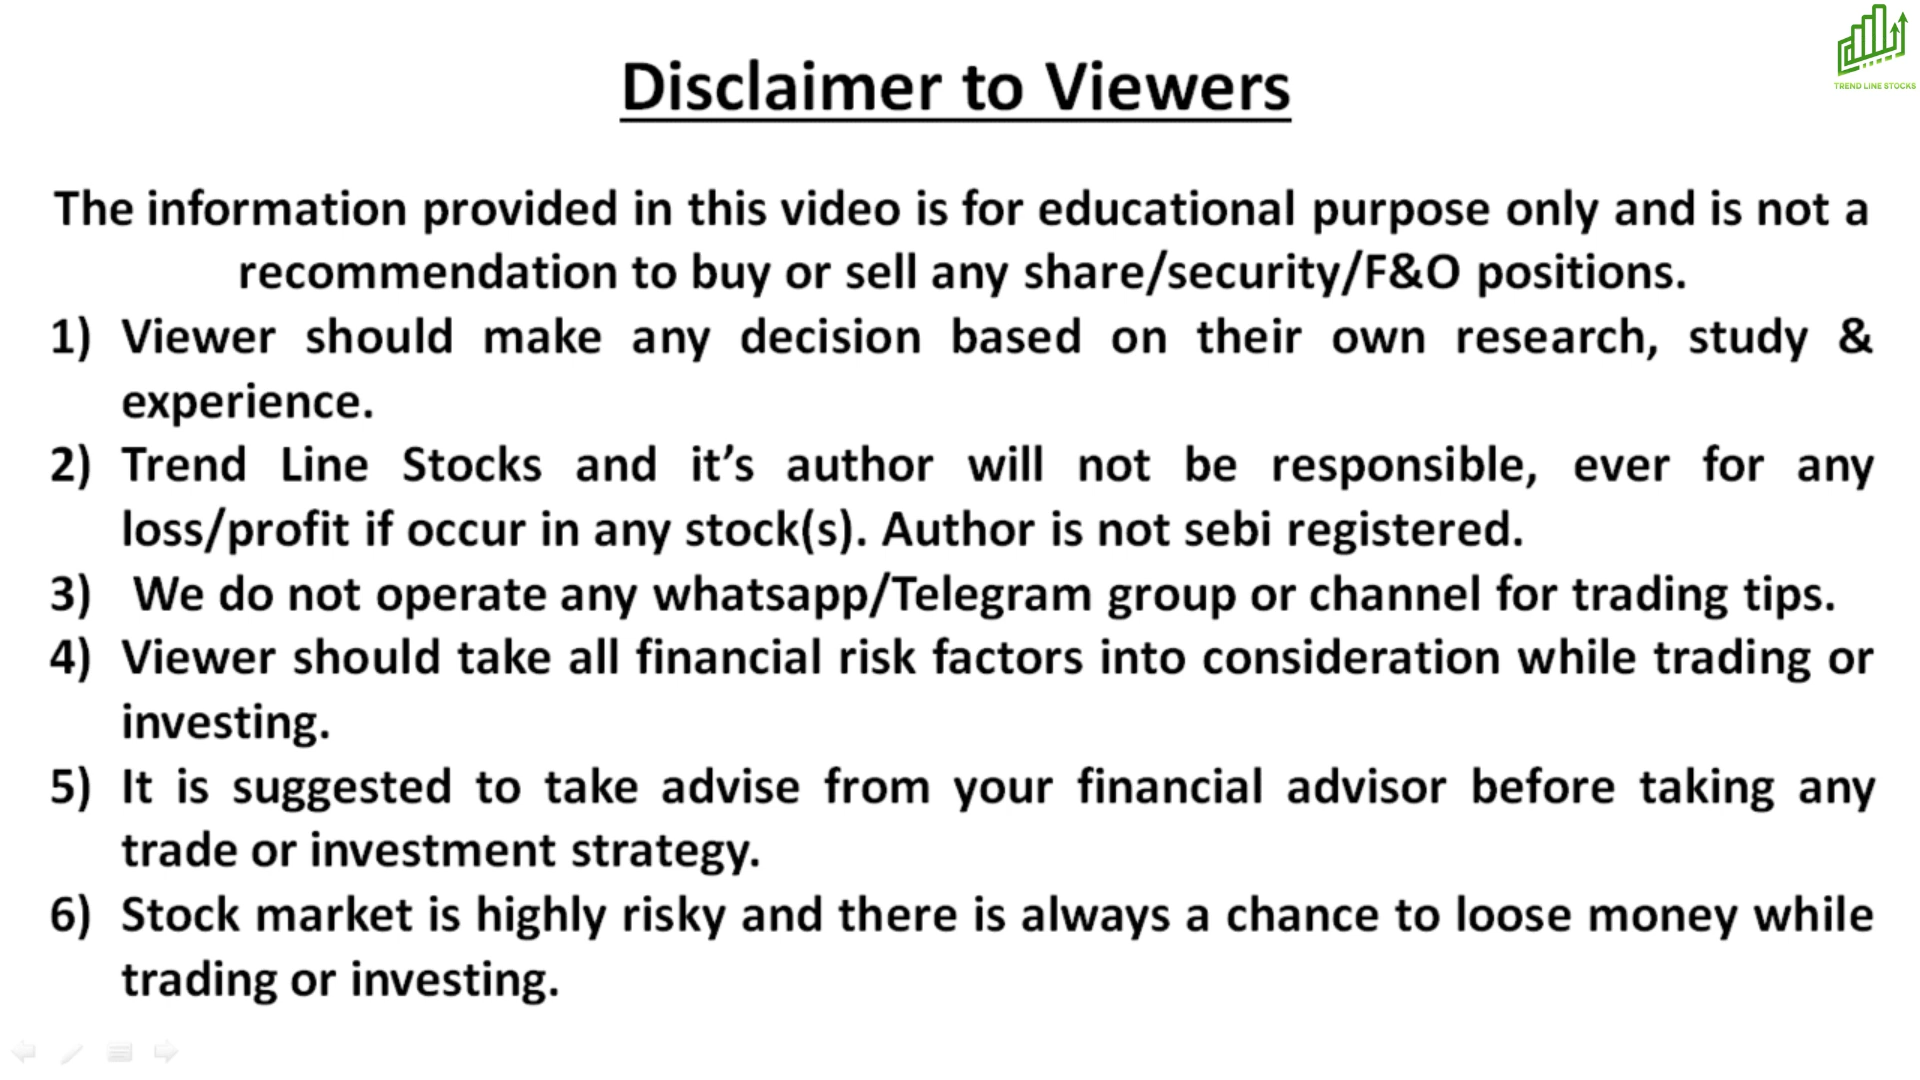 TREND LINE STOCKS
Disclaimer to Viewers
The information provided in this video is for educational purpose only and is not a
recommendation to buy or sell any share/security/F&O positions.
1) Viewer should make any decision based on their own research, study &
experience.
2) Trend Line Stocks and it’s author will not be responsible, ever for any
loss/profit if occur in any stock(s). Author is not sebi registered.
3) We do not operate any whatsapp/Telegram group or channel for trading tips.
4) Viewer should take all financial risk factors into consideration while trading or
investing.
5) It is suggested to take advise from your financial advisor before taking any
trade or investment strategy.
6) Stock market is highly risky and there is always a chance to loose money while
trading or investing.